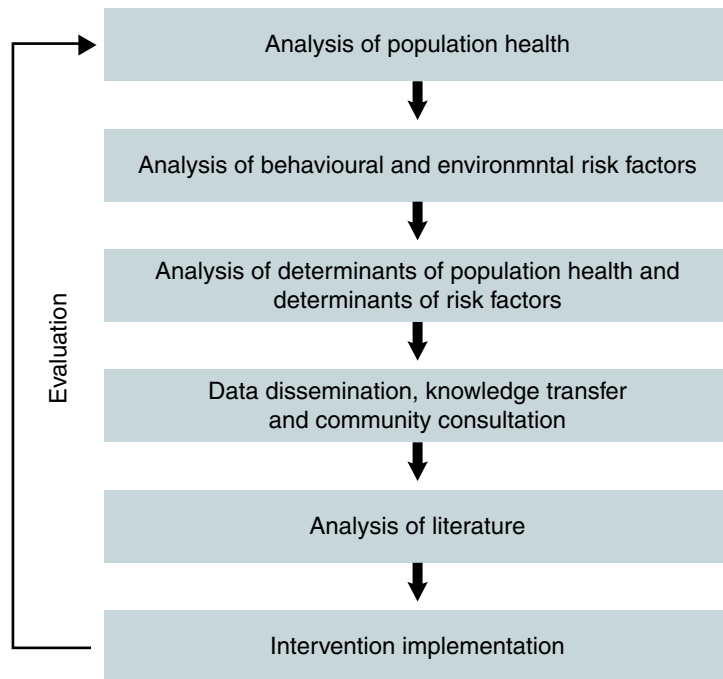 Analysis of population health
Analysis of behavioural and environmntal risk factors
Analysis of determinants of population health and
determinants of risk factors
Data dissemination, knowledge transfer
and community consultation
Analysis of literature
Intervention implementation
Evaluation